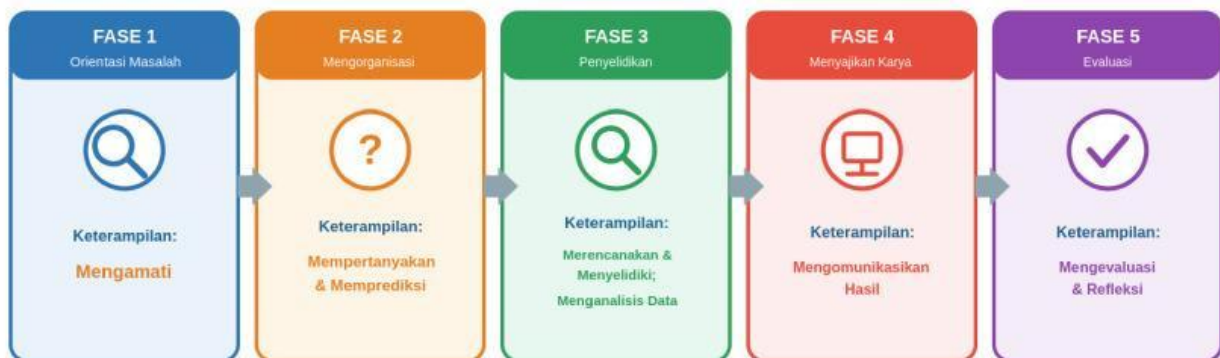 FASE 1
Orientasi Masalah
Keterampilan:
Mengamati
FASE 2
Mengorganisasi
?
Keterampilan:
Mempertanyakan
& Memprediksi
FASE 3
Penyelidikan
Keterampilan:
Merencanakan &
Menyelidiki;
Menganalisis Data
FASE 4
Menyajikan Karya
Keterampilan:
Mengomunikasikan
Hasil
FASE 5
Evaluasi
Keterampilan:
Mengevaluasi
& Refleksi